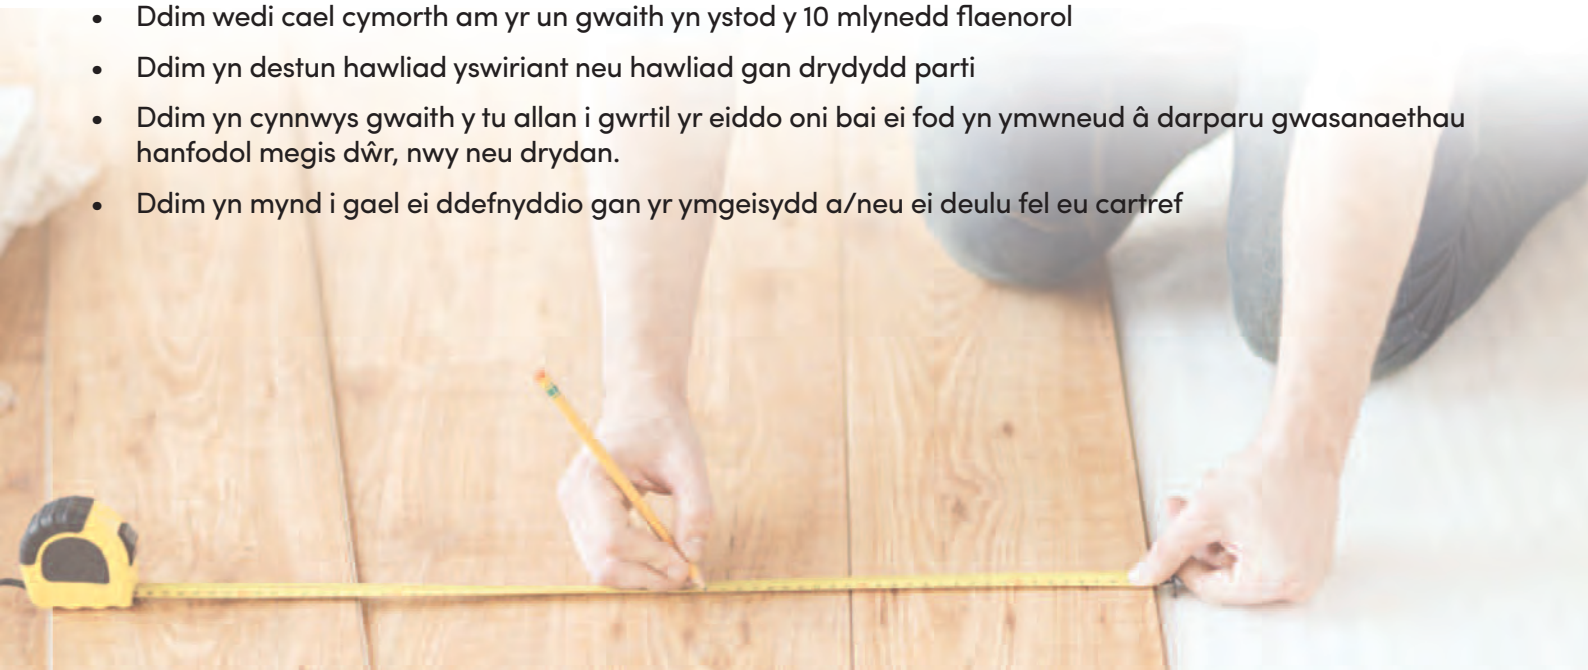 • Ddim wedi cael cymorth am yr un gwaith yn ystod y 10 mlynedd flaenorol
• Ddim yn destun hawliad yswiriant neu hawliad gan drydydd parti
• Ddim yn cynnwys gwaith y tu allan i gwrtil yr eiddo oni bai ei fod yn ymwneud â darparu gwasanaethau
hanfodol megis dŵr, nwy neu drydan.
• Ddim yn mynd i gael ei ddefnyddio gan yr ymgeisydd a/neu ei deulu fel eu cartref